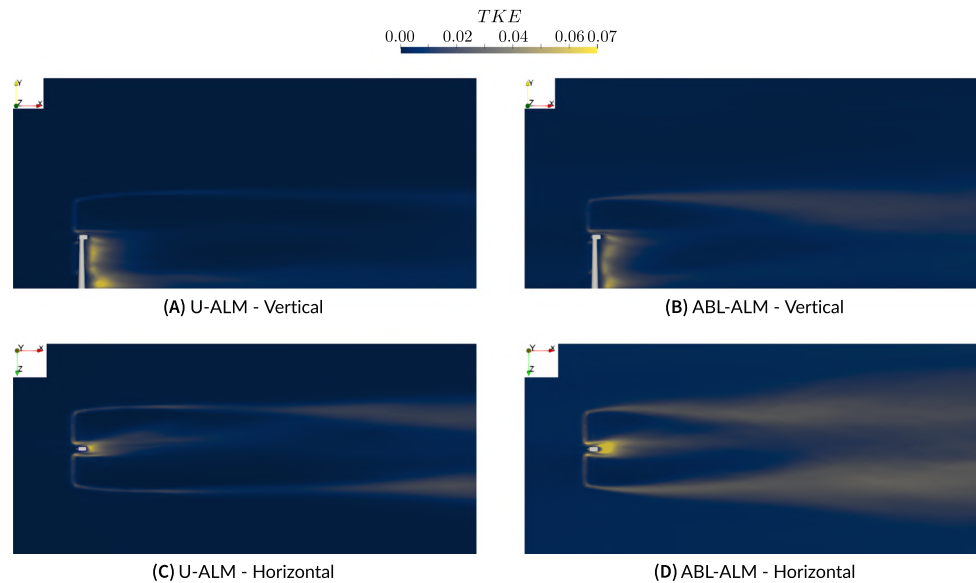 TKE
0.00 0.02 0.04 0.06 0.07
Y
Z X
Y
Z X
(A) U-ALM - Vertical
(B) ABL-ALM - Vertical
Y X
Z
Y X
Z
(C) U-ALM - Horizontal
(D) ABL-ALM - Horizontal